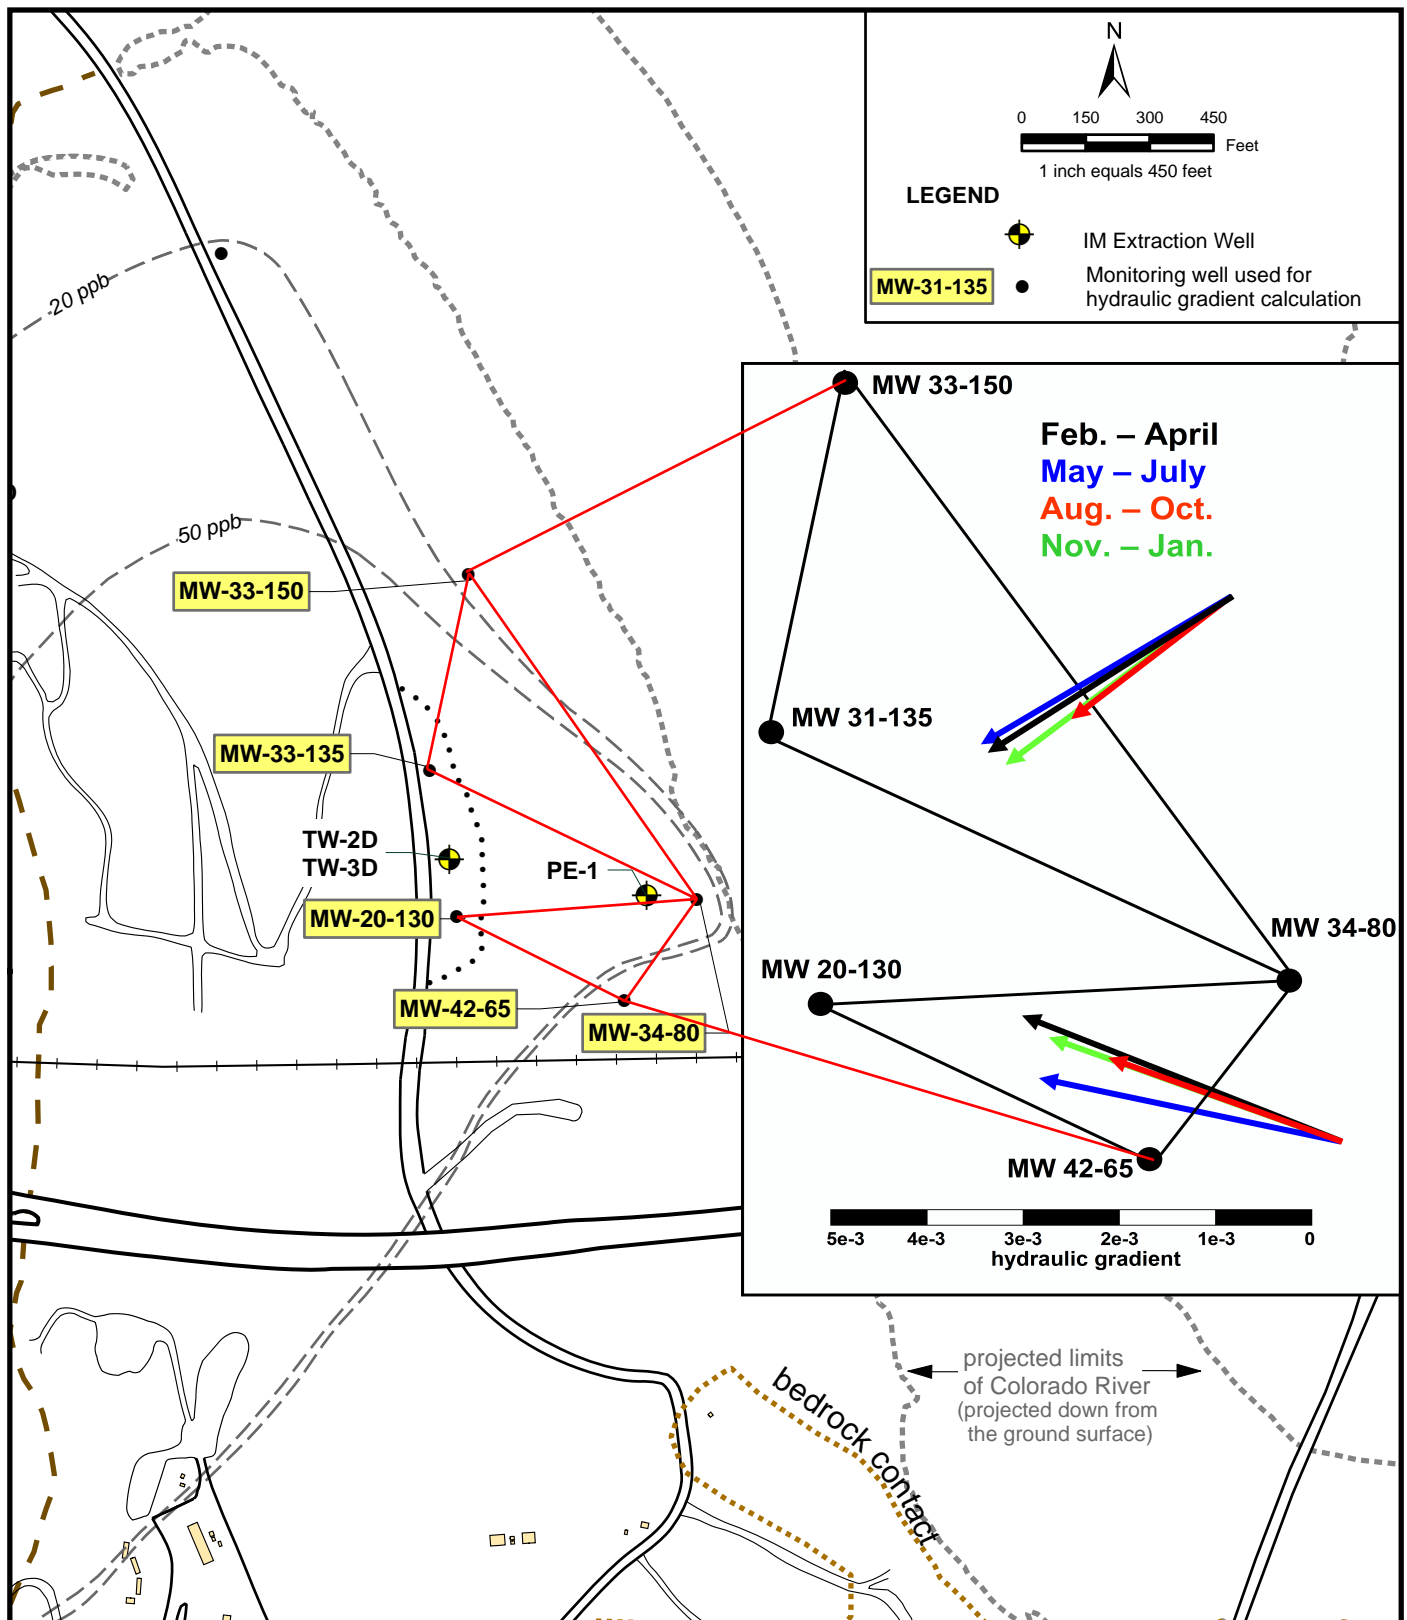 N
0 150 300 450
Feet
1 inch equals 450 feet
LEGEND
IM Extraction Well
MW-31-135
Monitoring well used for
hydraulic gradient calculation
20 ppb
50 ppb
MW-33-150
MW-33-135
TW-2D
TW-3D
PE-1
MW-20-130
MW-42-65
MW-34-80
MW 33-150
Feb. – April
May – July
Aug. – Oct.
Nov. – Jan.
MW 31-135
MW 34-80
MW 20-130
MW 42-65
5e-3 4e-3 3e-3 2e-3 1e-3 0
hydraulic gradient
projected limits
of Colorado River
(projected down from
the ground surface)
bedrock contact